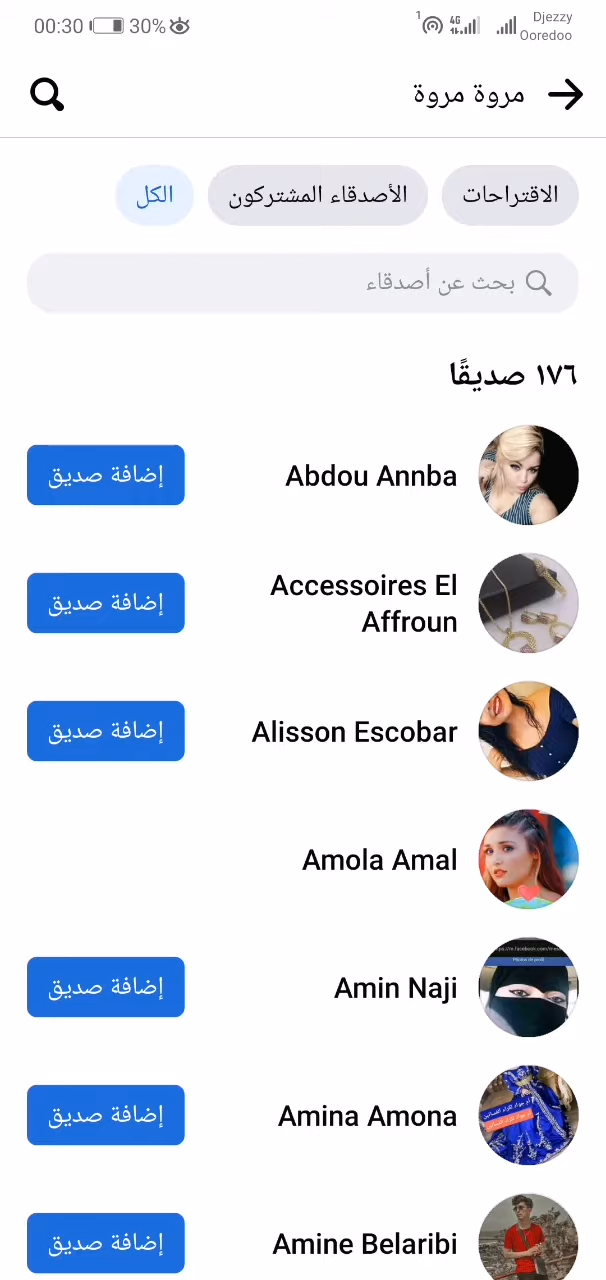 00:30 30% 1 4G Djezzy
Ooredoo
مروة مروة
الاقتراحات الأصدقاء المشتركون الكل
بحث عن أصدقاء
١٧٦ صديقًا
Abdou Annba إضافة صديق
Accessoires El
Affroun
إضافة صديق
Alisson Escobar إضافة صديق
Amola Amal
Amin Naji إضافة صديق
Amina Amona إضافة صديق
Amine Belaribi إضافة صديق